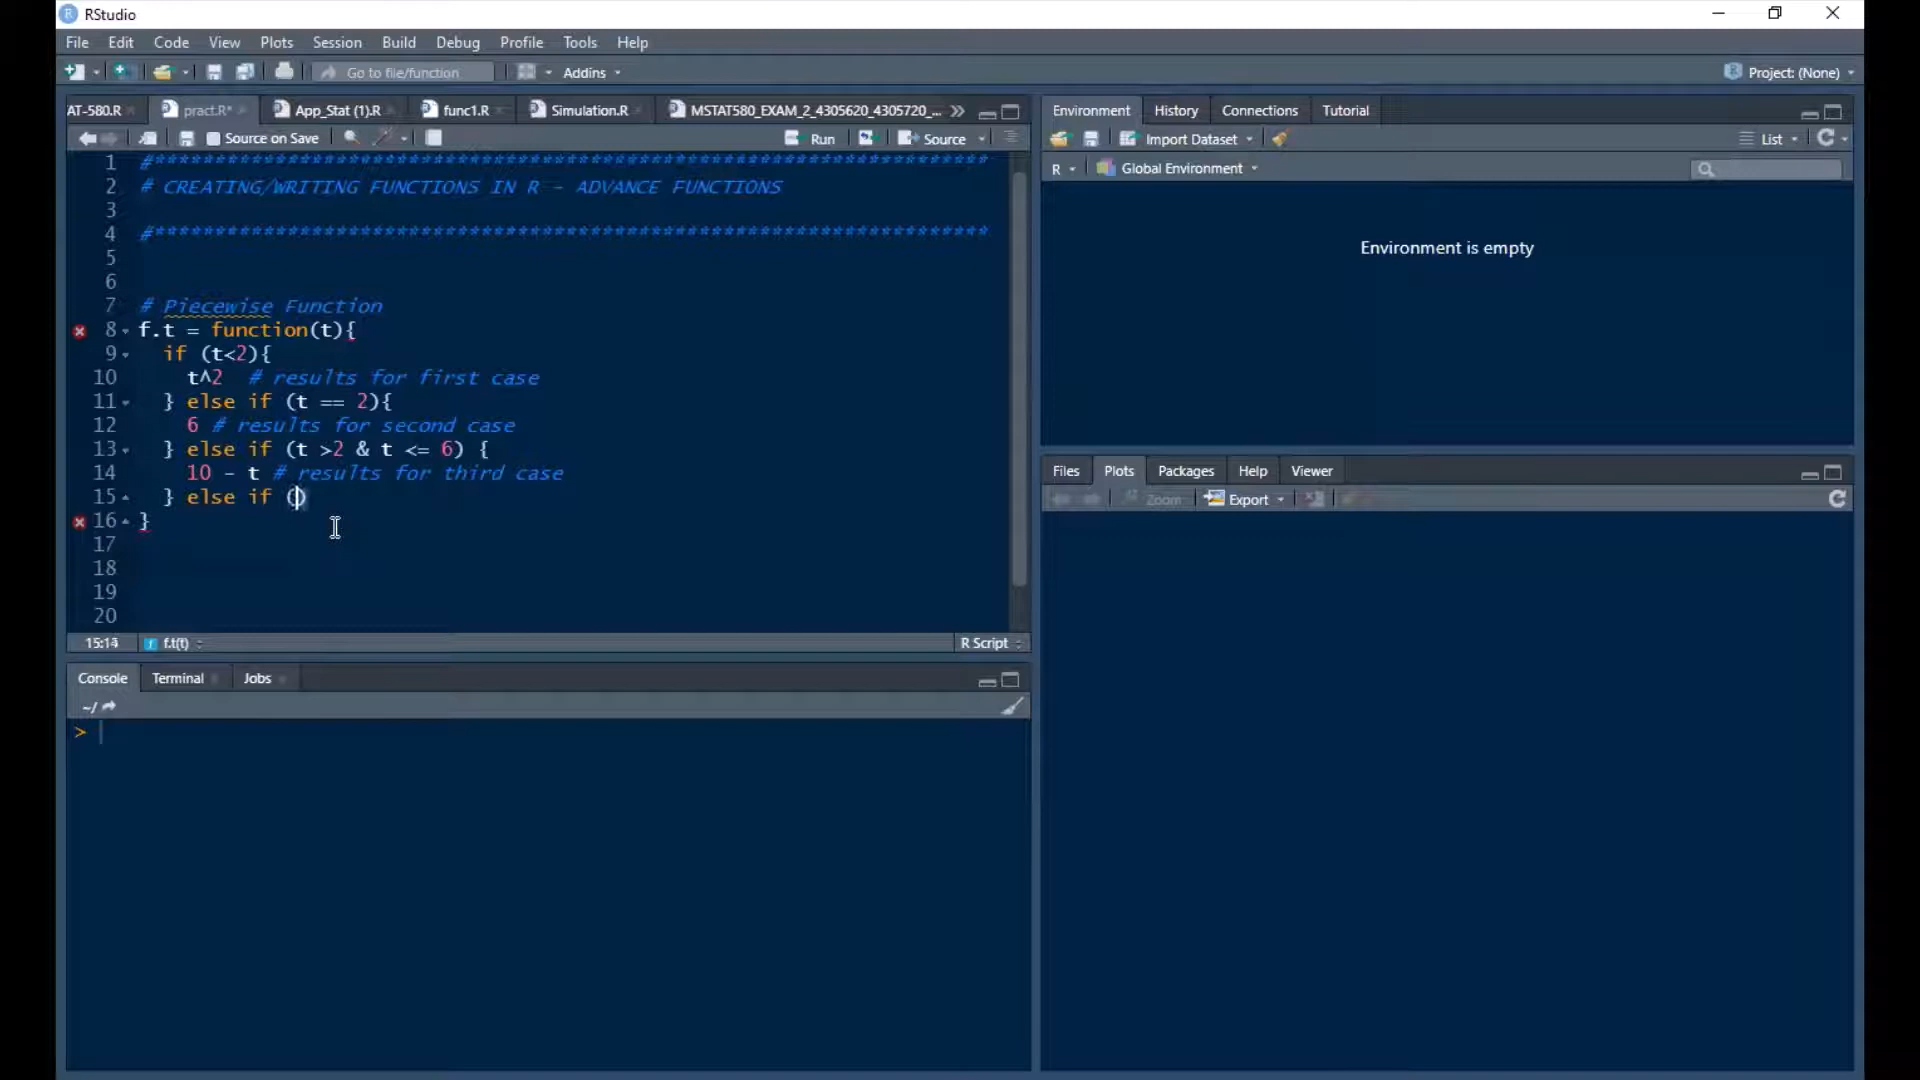 RStudio
File Edit Code View Plots Session Build Debug Profile Tools Help
Go to file/function Addins Project: (None)
AT-580.R pract.R* App_Stat (1).R func1.R Simulation.R MSTAT580_EXAM_2_4305620_4305720_...
Source on Save Run Source
1 #*********************************************************************
2 # CREATING/WRITING FUNCTIONS IN R - ADVANCE FUNCTIONS
3
4 #*********************************************************************
5
6
7 # Piecewise Function
8 f.t = function(t){
9 if (t<2){
10 t^2 # results for first case
11 } else if (t == 2){
12 6 # results for second case
13 } else if (t >2 & t <= 6) {
14 10 - t # results for third case
15 } else if ()
16 }
17
18
19
20
15:14 f.t(t) R Script
Console Terminal Jobs
~/
>
Environment History Connections Tutorial
Import Dataset List
R Global Environment
Environment is empty
Files Plots Packages Help Viewer
Zoom Export